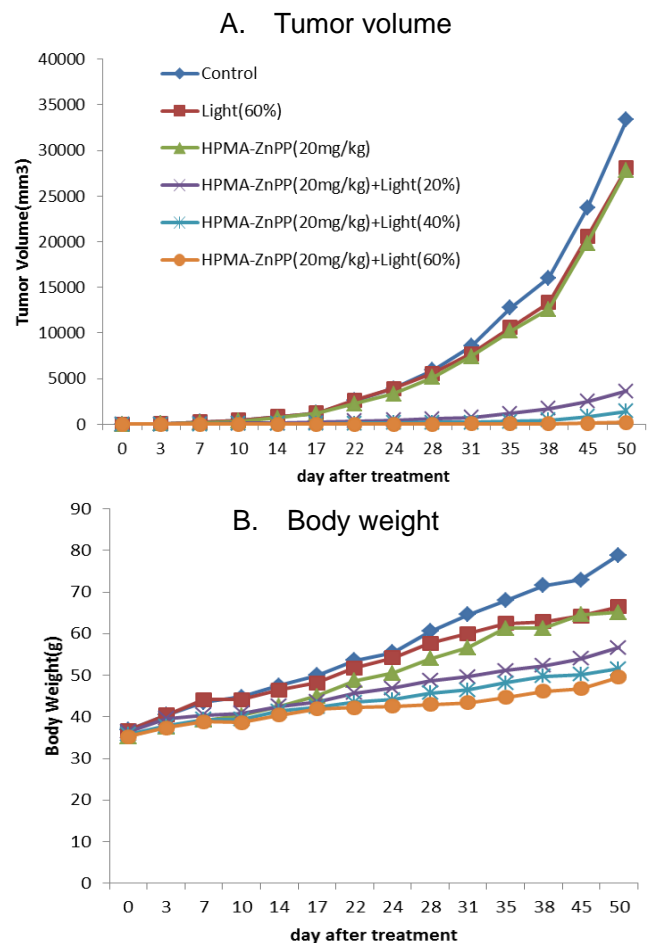 A. Tumor volume
40000
35000
30000
25000
20000
15000
10000
5000
0
Tumor Volume(mm3)
Control
Light(60%)
HPMA-ZnPP(20mg/kg)
HPMA-ZnPP(20mg/kg)+Light(20%)
HPMA-ZnPP(20mg/kg)+Light(40%)
HPMA-ZnPP(20mg/kg)+Light(60%)
0 3 7 10 14 17 22 24 28 31 35 38 45 50
day after treatment
B. Body weight
90
80
70
60
50
40
30
20
10
0
Body Weight(g)
0 3 7 10 14 17 22 24 28 31 35 38 45 50
day after treatment